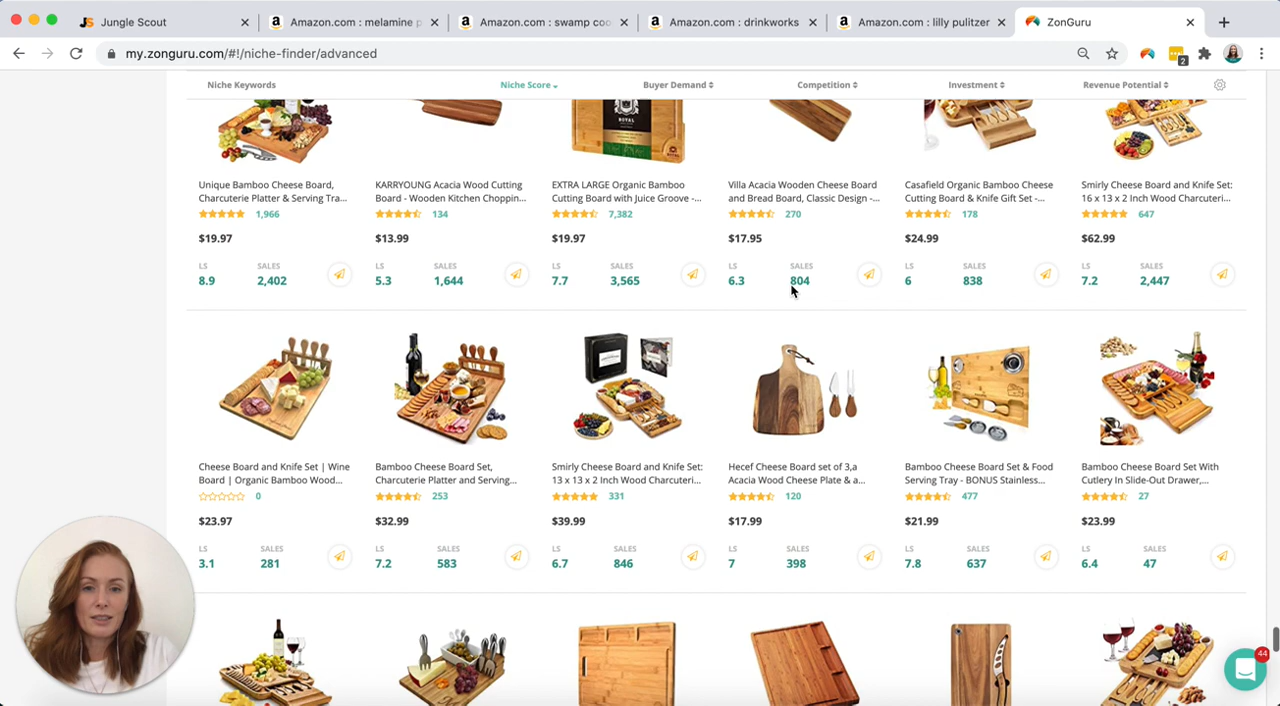 Jungle Scout
Amazon.com : melamine p
Amazon.com : swamp coo
Amazon.com : drinkworks
Amazon.com : lilly pulitzer
ZonGuru
my.zonguru.com/#!/niche-finder/advanced
2
Niche Keywords
Niche Score
Buyer Demand
Competition
Investment
Revenue Potential
ROYAL
Unique Bamboo Cheese Board,
Charcuterie Platter & Serving Tra...
1,966
$19.97
LS SALES
8.9 2,402
KARRYOUNG Acacia Wood Cutting
Board - Wooden Kitchen Choppin...
134
$13.99
LS SALES
5.3 1,644
EXTRA LARGE Organic Bamboo
Cutting Board with Juice Groove -...
7,382
$19.97
LS SALES
7.7 3,565
Villa Acacia Wooden Cheese Board
and Bread Board, Classic Design -...
270
$17.95
LS SALES
6.3 804
Casafield Organic Bamboo Cheese
Cutting Board & Knife Gift Set -...
178
$24.99
LS SALES
6 838
Smirly Cheese Board and Knife Set:
16 x 13 x 2 Inch Wood Charcuteri...
647
$62.99
LS SALES
7.2 2,447
Cheese Board and Knife Set | Wine
Board | Organic Bamboo Wood...
0
$23.97
LS SALES
3.1 281
Bamboo Cheese Board Set,
Charcuterie Platter and Serving...
253
$32.99
LS SALES
7.2 583
Smirly Cheese Board and Knife Set:
13 x 13 x 2 Inch Wood Charcuteri...
331
$39.99
LS SALES
6.7 846
Hecef Cheese Board set of 3,a
Acacia Wood Cheese Plate & a...
120
$17.99
LS SALES
7 398
Bamboo Cheese Board Set & Food
Serving Tray - BONUS Stainless...
477
$21.99
LS SALES
7.8 637
Bamboo Cheese Board Set With
Cutlery In Slide-Out Drawer,...
27
$23.99
LS SALES
6.4 47
44